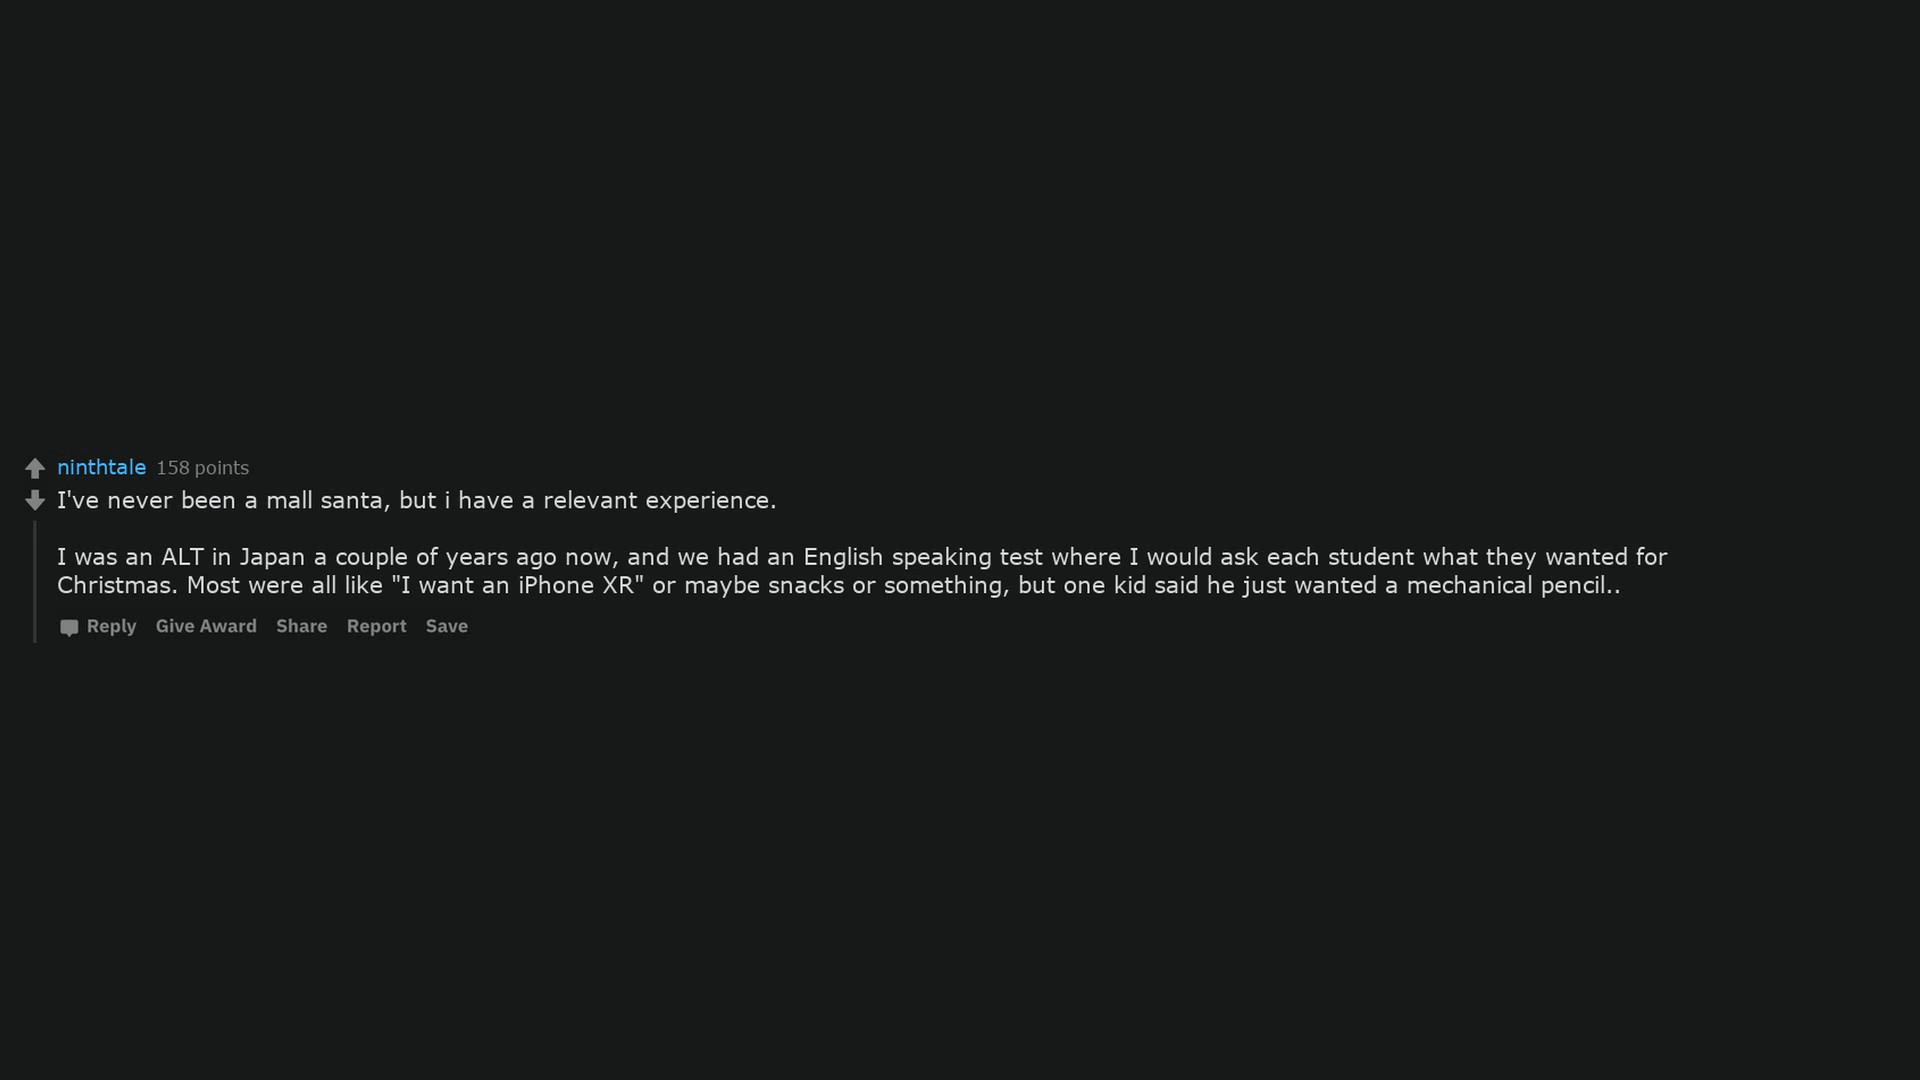 ninthtale 158 points
I've never been a mall santa, but i have a relevant experience.
I was an ALT in Japan a couple of years ago now, and we had an English speaking test where I would ask each student what they wanted for
Christmas. Most were all like "I want an iPhone XR" or maybe snacks or something, but one kid said he just wanted a mechanical pencil..
Reply Give Award Share Report Save